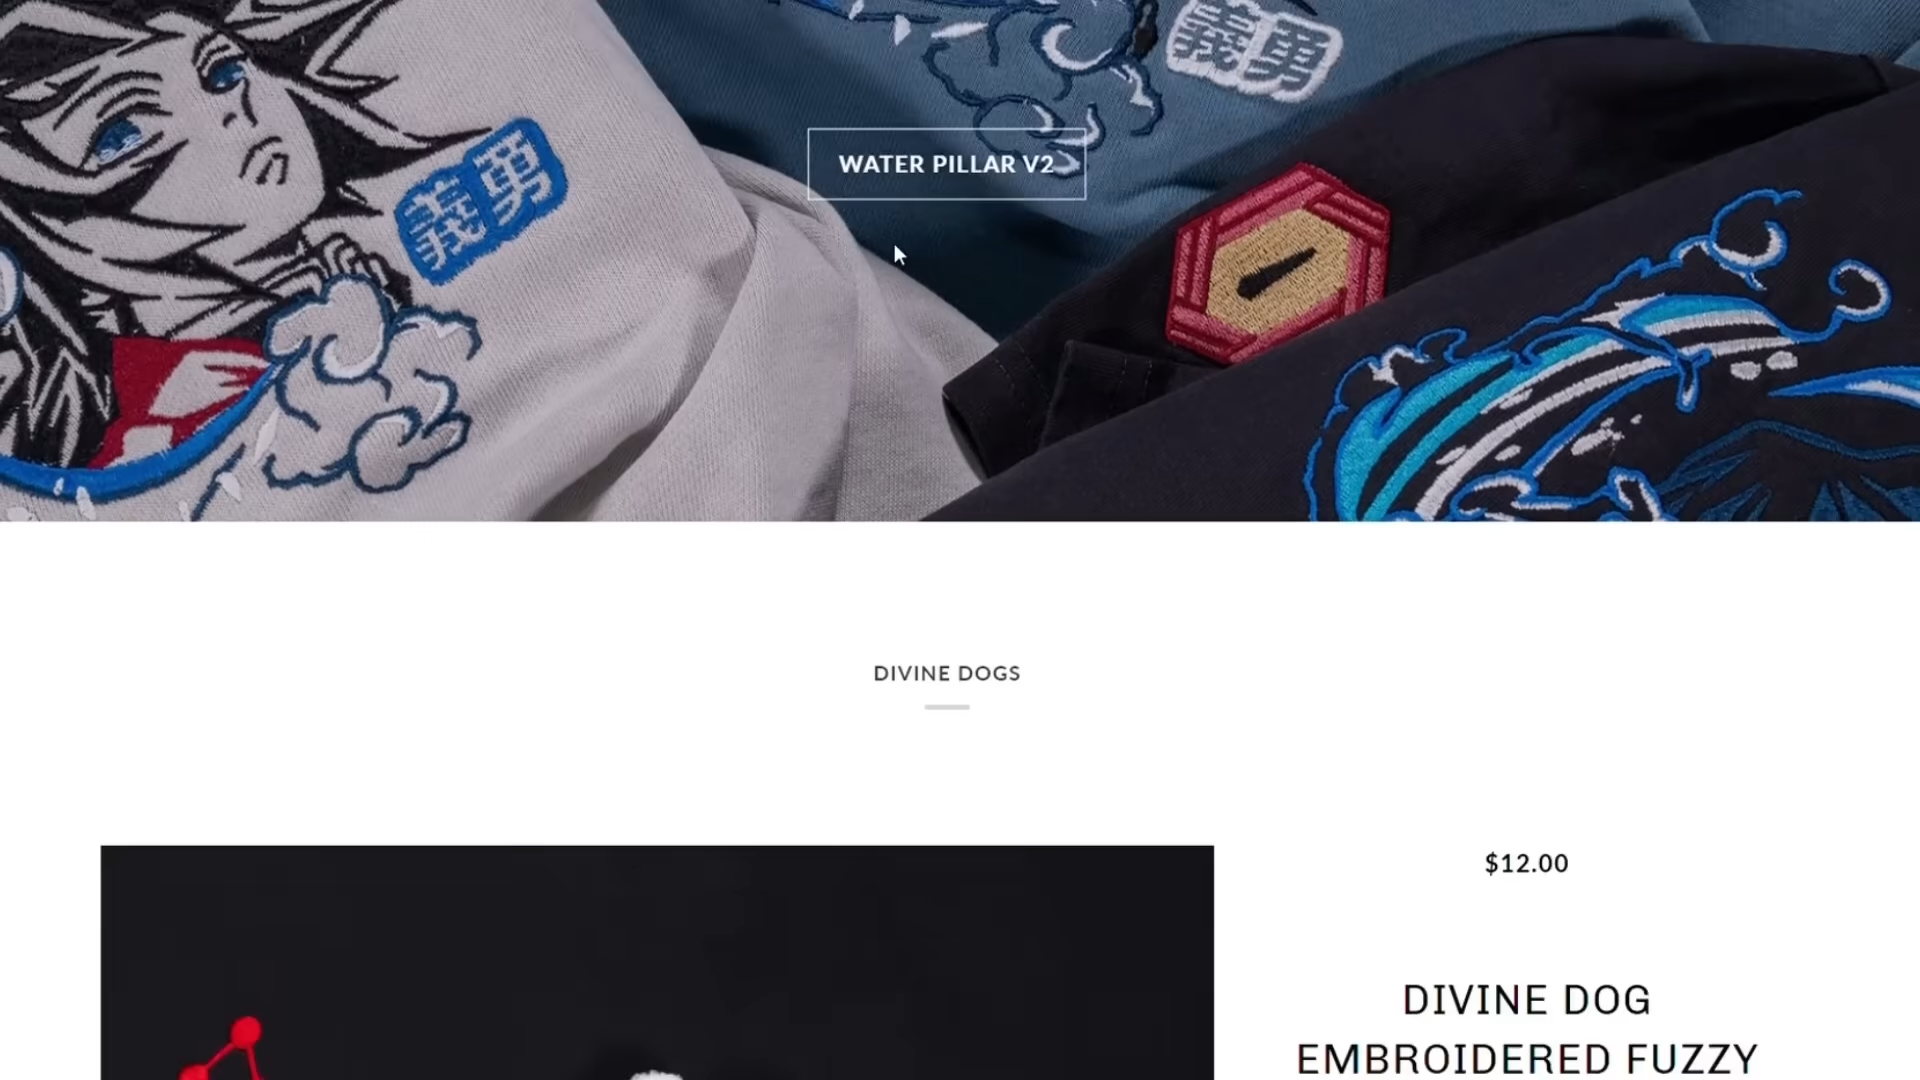 義勇
義勇
WATER PILLAR V2
DIVINE DOGS
$12.00
DIVINE DOG
EMBROIDERED FUZZY